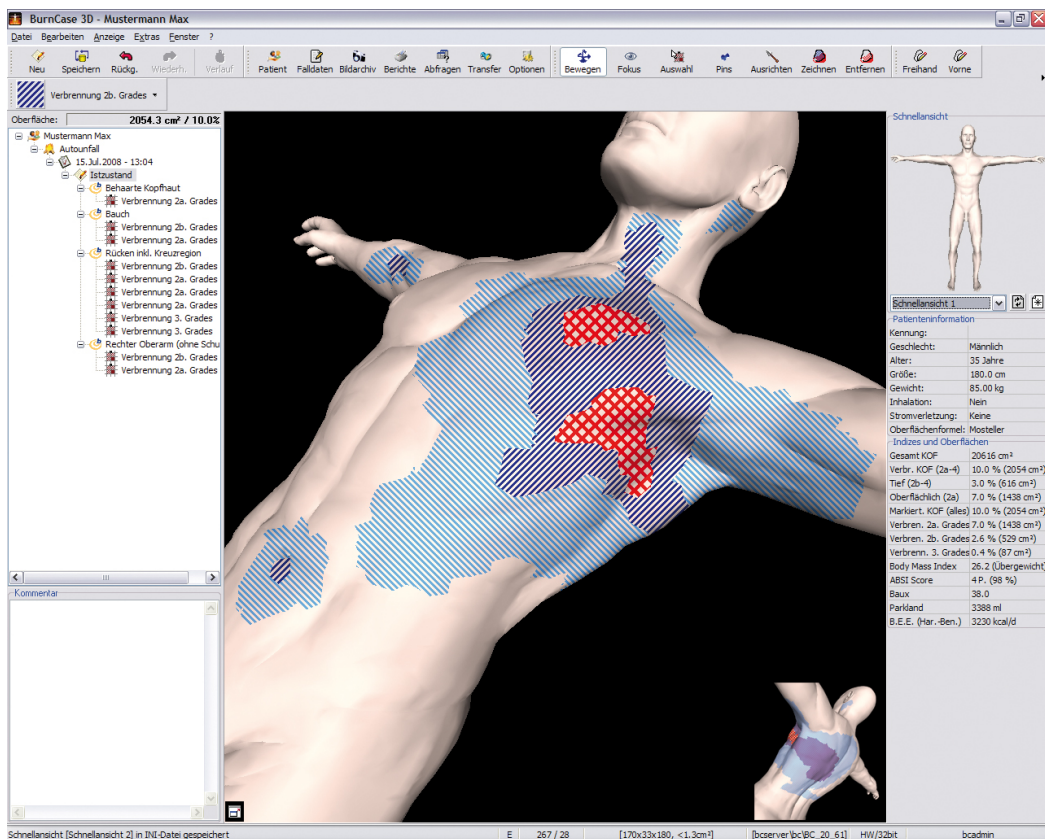 BurnCase 3D - Mustermann Max
Datei Bearbeiten Anzeige Extras Fenster ?
Neu Speichern Rückg. Wiederh. Verlauf Patient Falldaten Bildarchiv Berichte Abfragen Transfer Optionen Bewegen Fokus Auswahl Pins Ausrichten Zeichnen Entfernen Freihand Vorne
Verbrennung 2b. Grades
Oberfläche: 2054.3 cm² / 10.0%
Mustermann Max
Autounfall
15.Jul.2008 - 13:04
Istzustand
Behaarte Kopfhaut
Verbrennung 2a. Grades
Bauch
Verbrennung 2b. Grades
Verbrennung 2a. Grades
Rücken inkl. Kreuzregion
Verbrennung 2b. Grades
Verbrennung 2a. Grades
Verbrennung 2a. Grades
Verbrennung 2a. Grades
Verbrennung 3. Grades
Verbrennung 3. Grades
Rechter Oberarm (ohne Schu
Verbrennung 2b. Grades
Verbrennung 2a. Grades
Kommentar
Schnellansicht
Schnellansicht 1
Patienteninformation
Kennung:
Geschlecht: Männlich
Alter: 35 Jahre
Größe: 180.0 cm
Gewicht: 85.00 kg
Inhalation: Nein
Stromverletzung: Keine
Oberflächenformel: Mosteller
Indizes und Oberflächen
Gesamt KOF 20616 cm²
Verbr. KOF (2a-4) 10.0 % (2054 cm²)
Tief (2b-4) 3.0 % (616 cm²)
Oberflächlich (2a) 7.0 % (1438 cm²)
Markiert. KOF (alles) 10.0 % (2054 cm²)
Verbren. 2a. Grades 7.0 % (1438 cm²)
Verbren. 2b. Grades 2.6 % (529 cm²)
Verbrenn. 3. Grades 0.4 % (87 cm²)
Body Mass Index 26.2 (Übergewicht)
ABSI Score 4 P. (98 %)
Baux 38.0
Parkland 3388 ml
B.E.E. (Har.-Ben.) 3230 kcal/d
Schnellansicht [Schnellansicht 2] in INI-Datei gespeichert E 267 / 28 [170x33x180, <1.3cm²] [bcserver\bc\BC_20_61] HW/32bit bcadmin